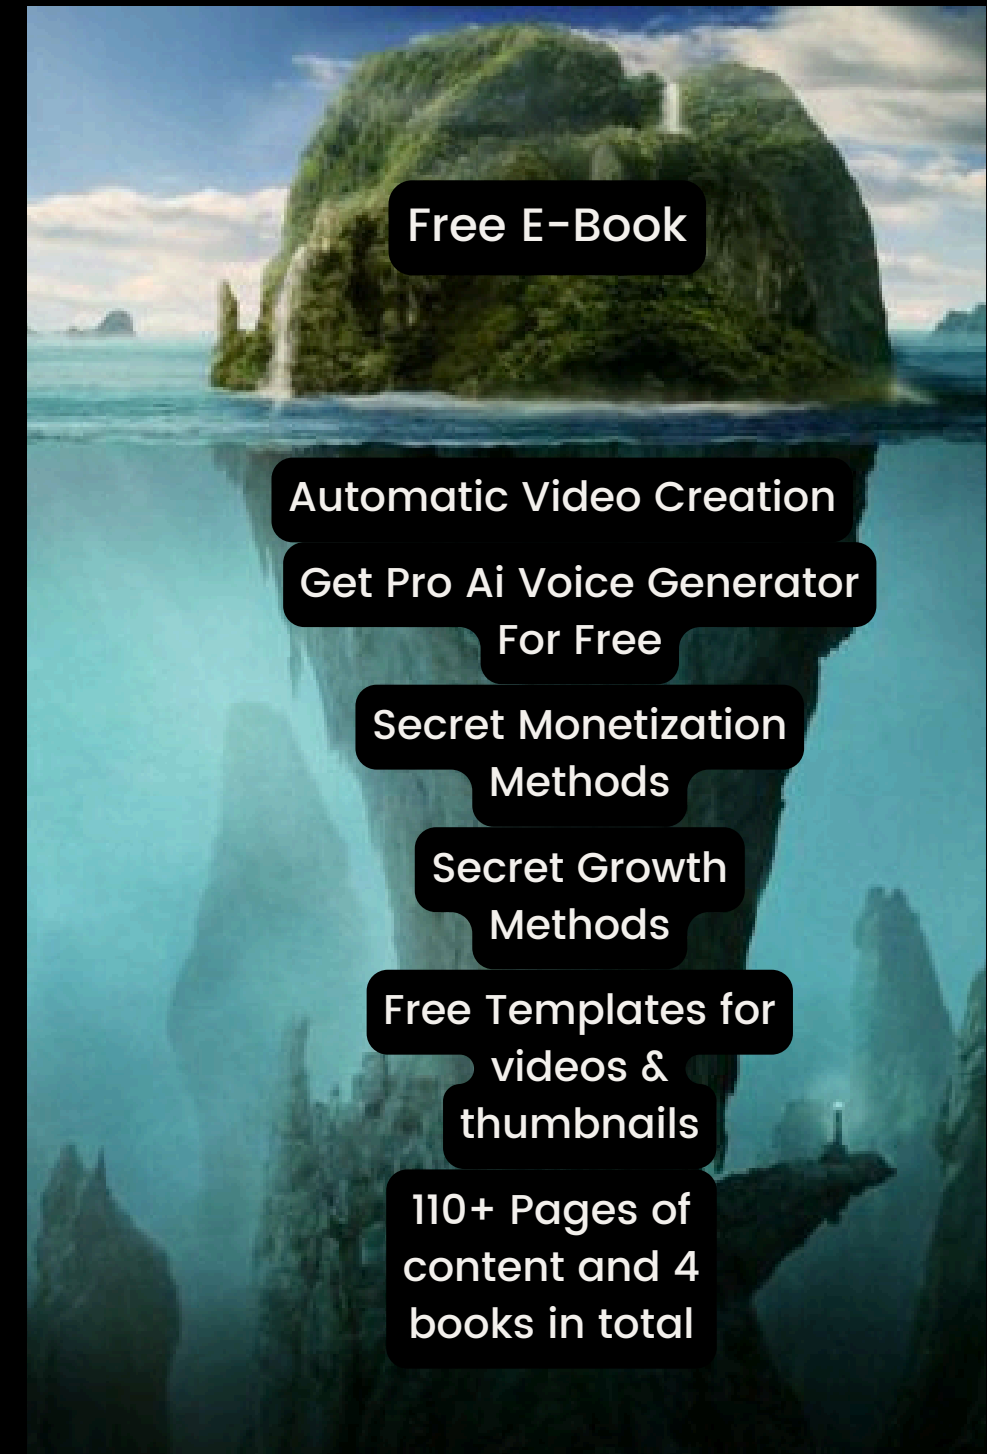 Free E-Book
Automatic Video Creation
Get Pro Ai Voice Generator
For Free
Secret Monetization
Methods
Secret Growth
Methods
Free Templates for
videos &
thumbnails
110+ Pages of
content and 4
books in total